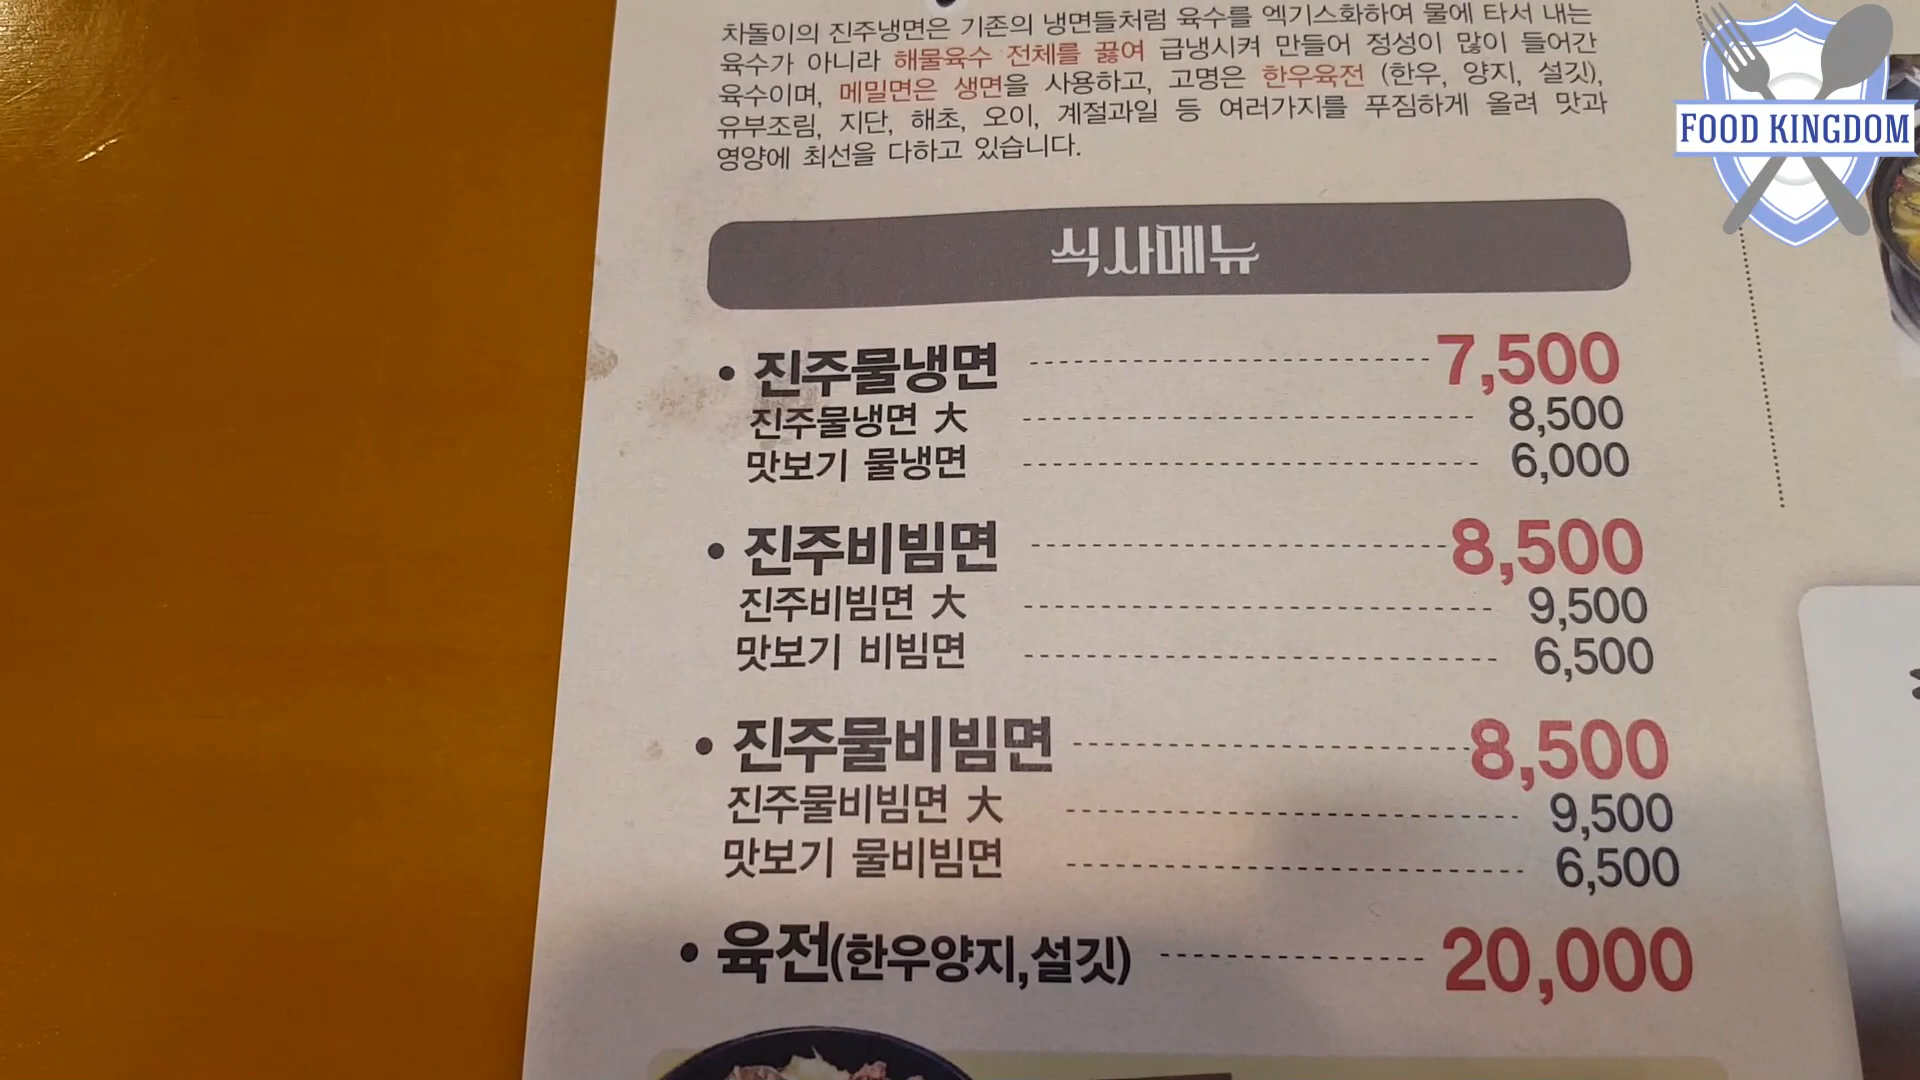 차돌이의 진주냉면은 기존의 냉면들처럼 육수를 엑기스화하여 물에 타서 내는
육수가 아니라 해물육수 전체를 끓여 급냉시켜 만들어 정성이 많이 들어간
육수이며, 메밀면은 생면을 사용하고, 고명은 한우육전 (한우, 양지, 설깃),
유부조림, 지단, 해초, 오이, 계절과일 등 여러가지를 푸짐하게 올려 맛과
영양에 최선을 다하고 있습니다.
FOOD KINGDOM
식사메뉴
• 진주물냉면 7,500
진주물냉면 大 8,500
맛보기 물냉면 6,000
• 진주비빔면 8,500
진주비빔면 大 9,500
맛보기 비빔면 6,500
• 진주물비빔면 8,500
진주물비빔면 大 9,500
맛보기 물비빔면 6,500
• 육전(한우양지,설깃) 20,000